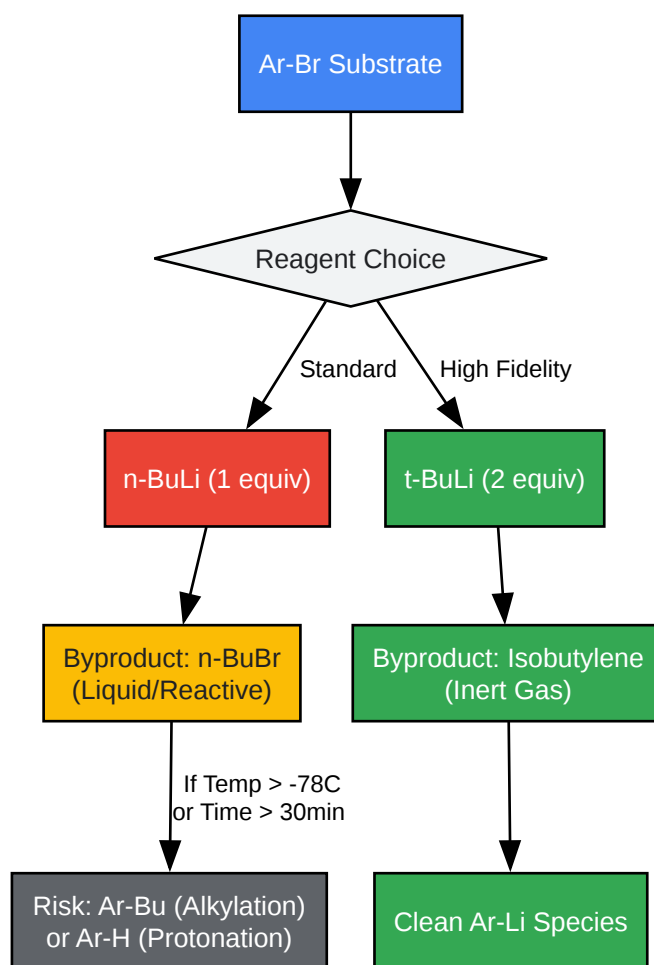 Ar-Br Substrate
Reagent Choice
Standard
High Fidelity
n-BuLi (1 equiv)
t-BuLi (2 equiv)
Byproduct: n-BuBr
(Liquid/Reactive)
Byproduct: Isobutylene
(Inert Gas)
If Temp > -78C
or Time > 30min
Risk: Ar-Bu (Alkylation)
or Ar-H (Protonation)
Clean Ar-Li Species